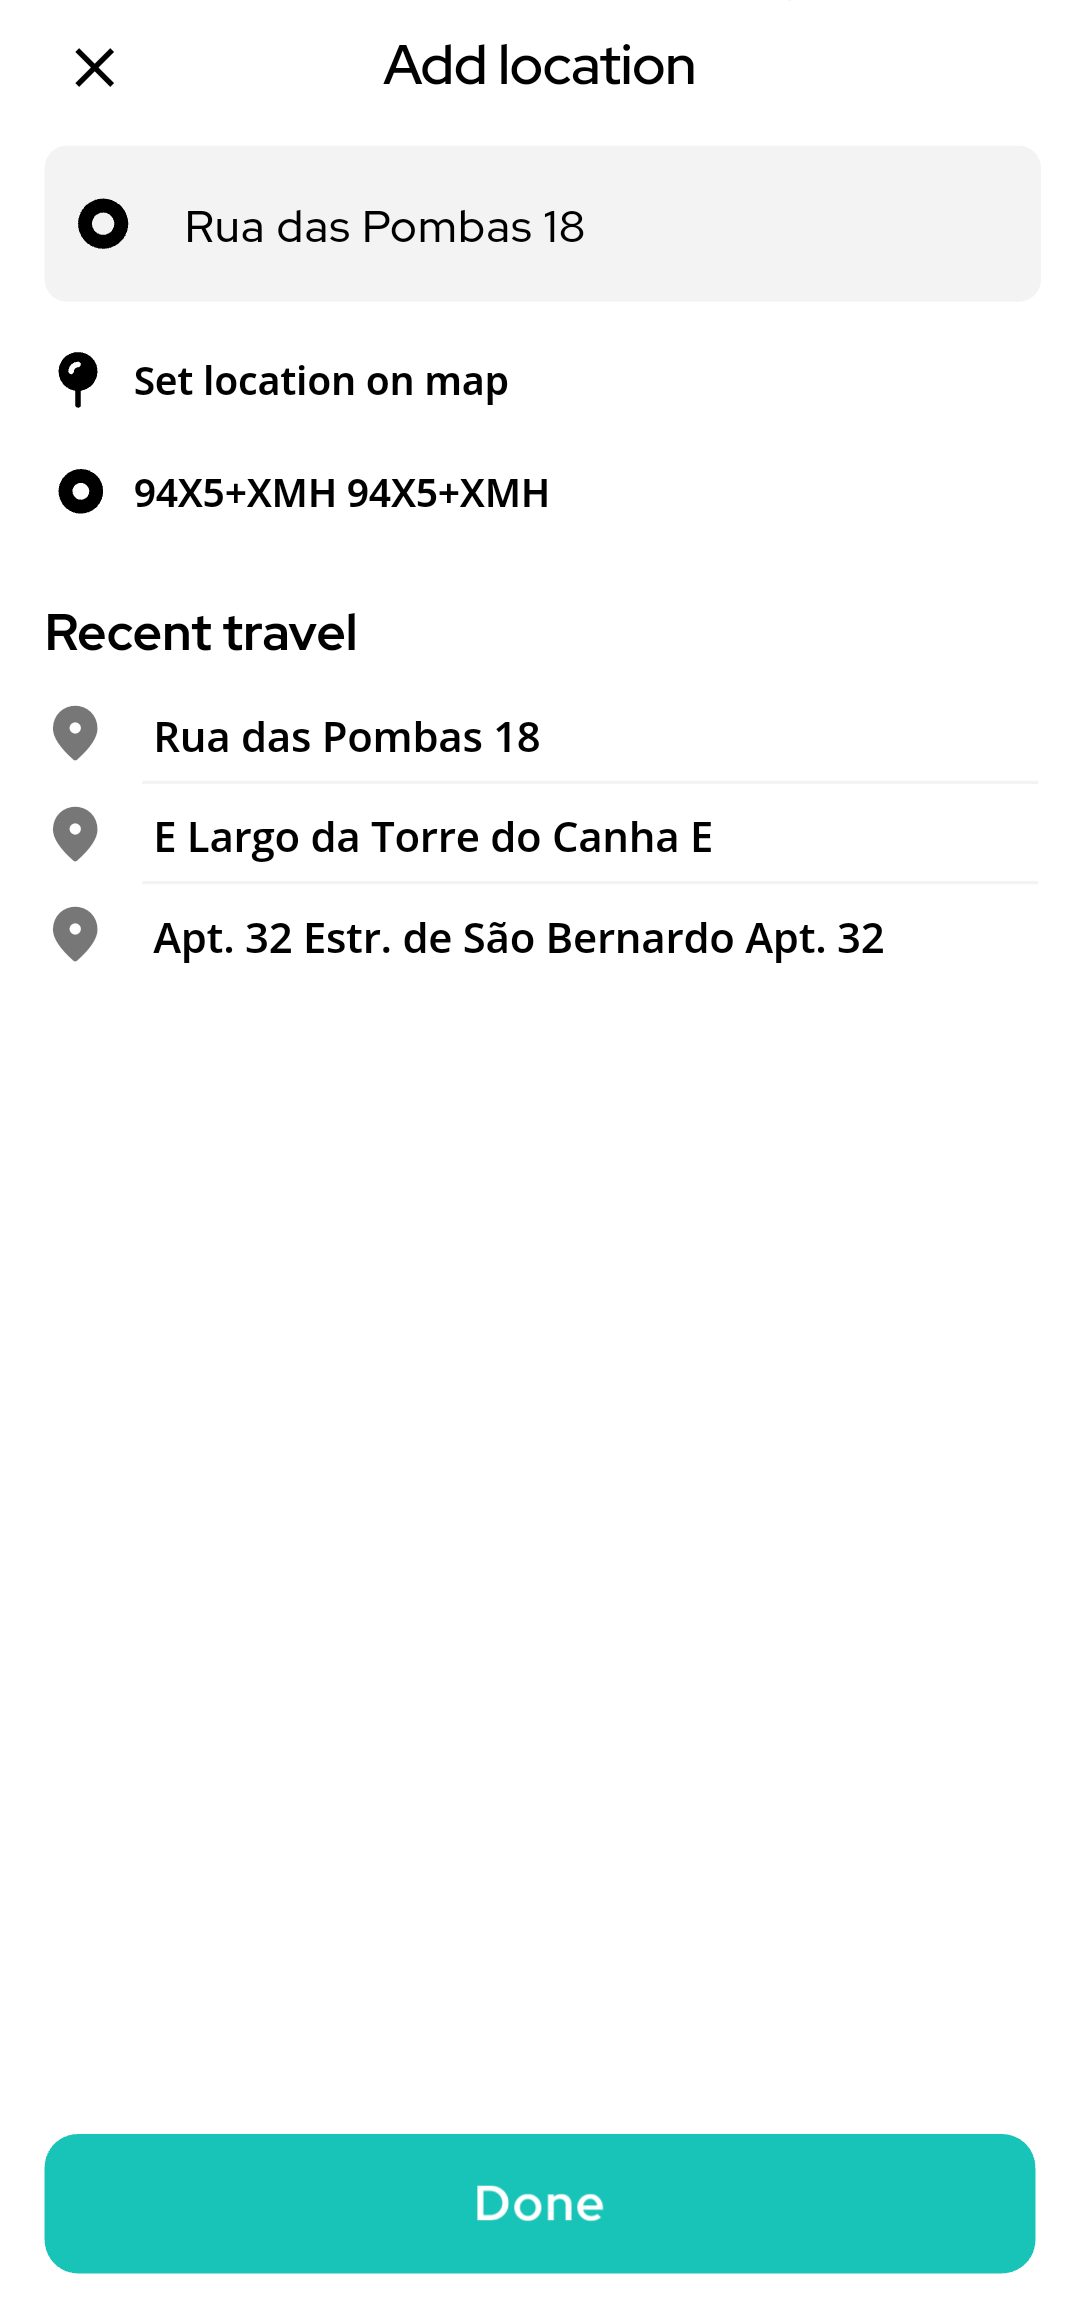 Add location
Rua das Pombas 18
Set location on map
94X5+XMH 94X5+XMH
Recent travel
Rua das Pombas 18
E Largo da Torre do Canha E
Apt. 32 Estr. de São Bernardo Apt. 32
Done